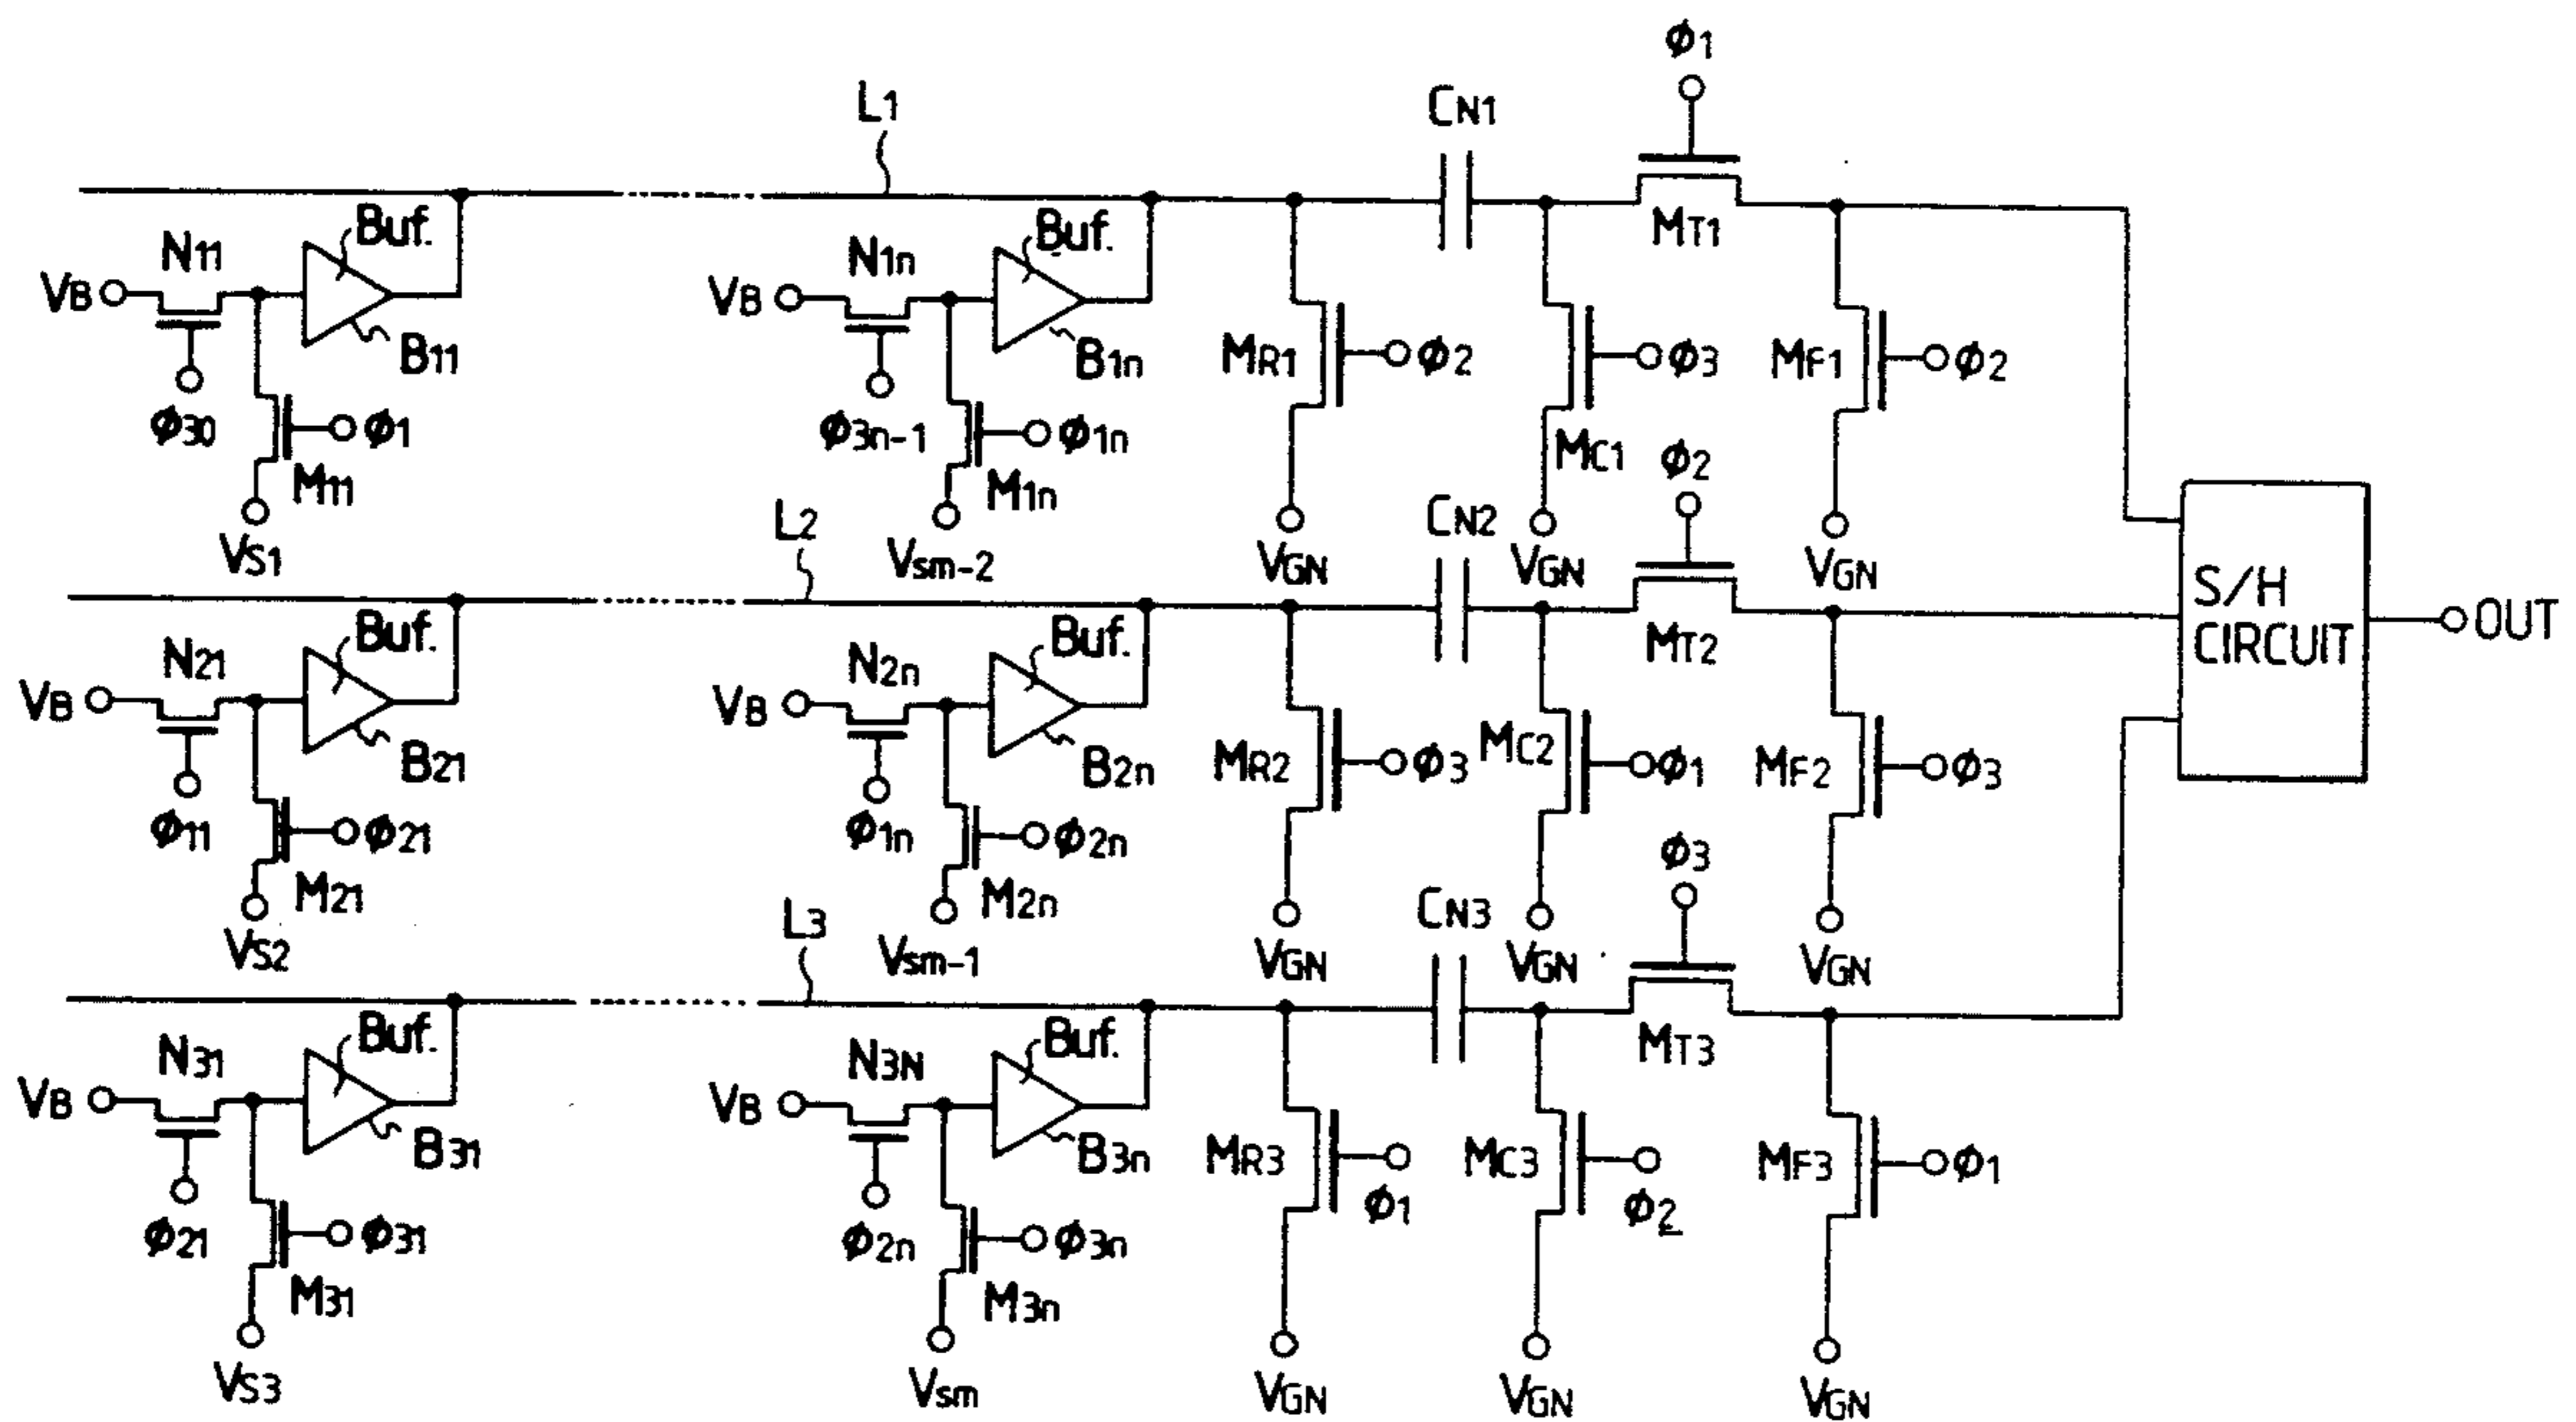 ϕ1
L1
CN1
MT1
N11
Buf.
VB
B11
ϕ30
ϕ1
M11
VS1
N1n
Buf.
VB
B1n
ϕ3n-1
ϕ1n
M1n
Vsm-2
MR1
ϕ2
VGN
ϕ3
MC1
VGN
MF1
ϕ2
VGN
L2
CN2
ϕ2
MT2
N21
Buf.
VB
B21
ϕ11
ϕ21
M21
VS2
N2n
Buf.
VB
B2n
ϕ1n
ϕ2n
M2n
Vsm-1
MR2
ϕ3
VGN
MC2
ϕ1
VGN
MF2
ϕ3
VGN
S/H
CIRCUIT
OUT
L3
CN3
ϕ3
MT3
N31
Buf.
VB
B31
ϕ21
ϕ31
M31
VS3
N3N
Buf.
VB
B3n
ϕ2n
ϕ3n
M3n
Vsm
MR3
ϕ1
VGN
MC3
ϕ2
VGN
MF3
ϕ1
VGN